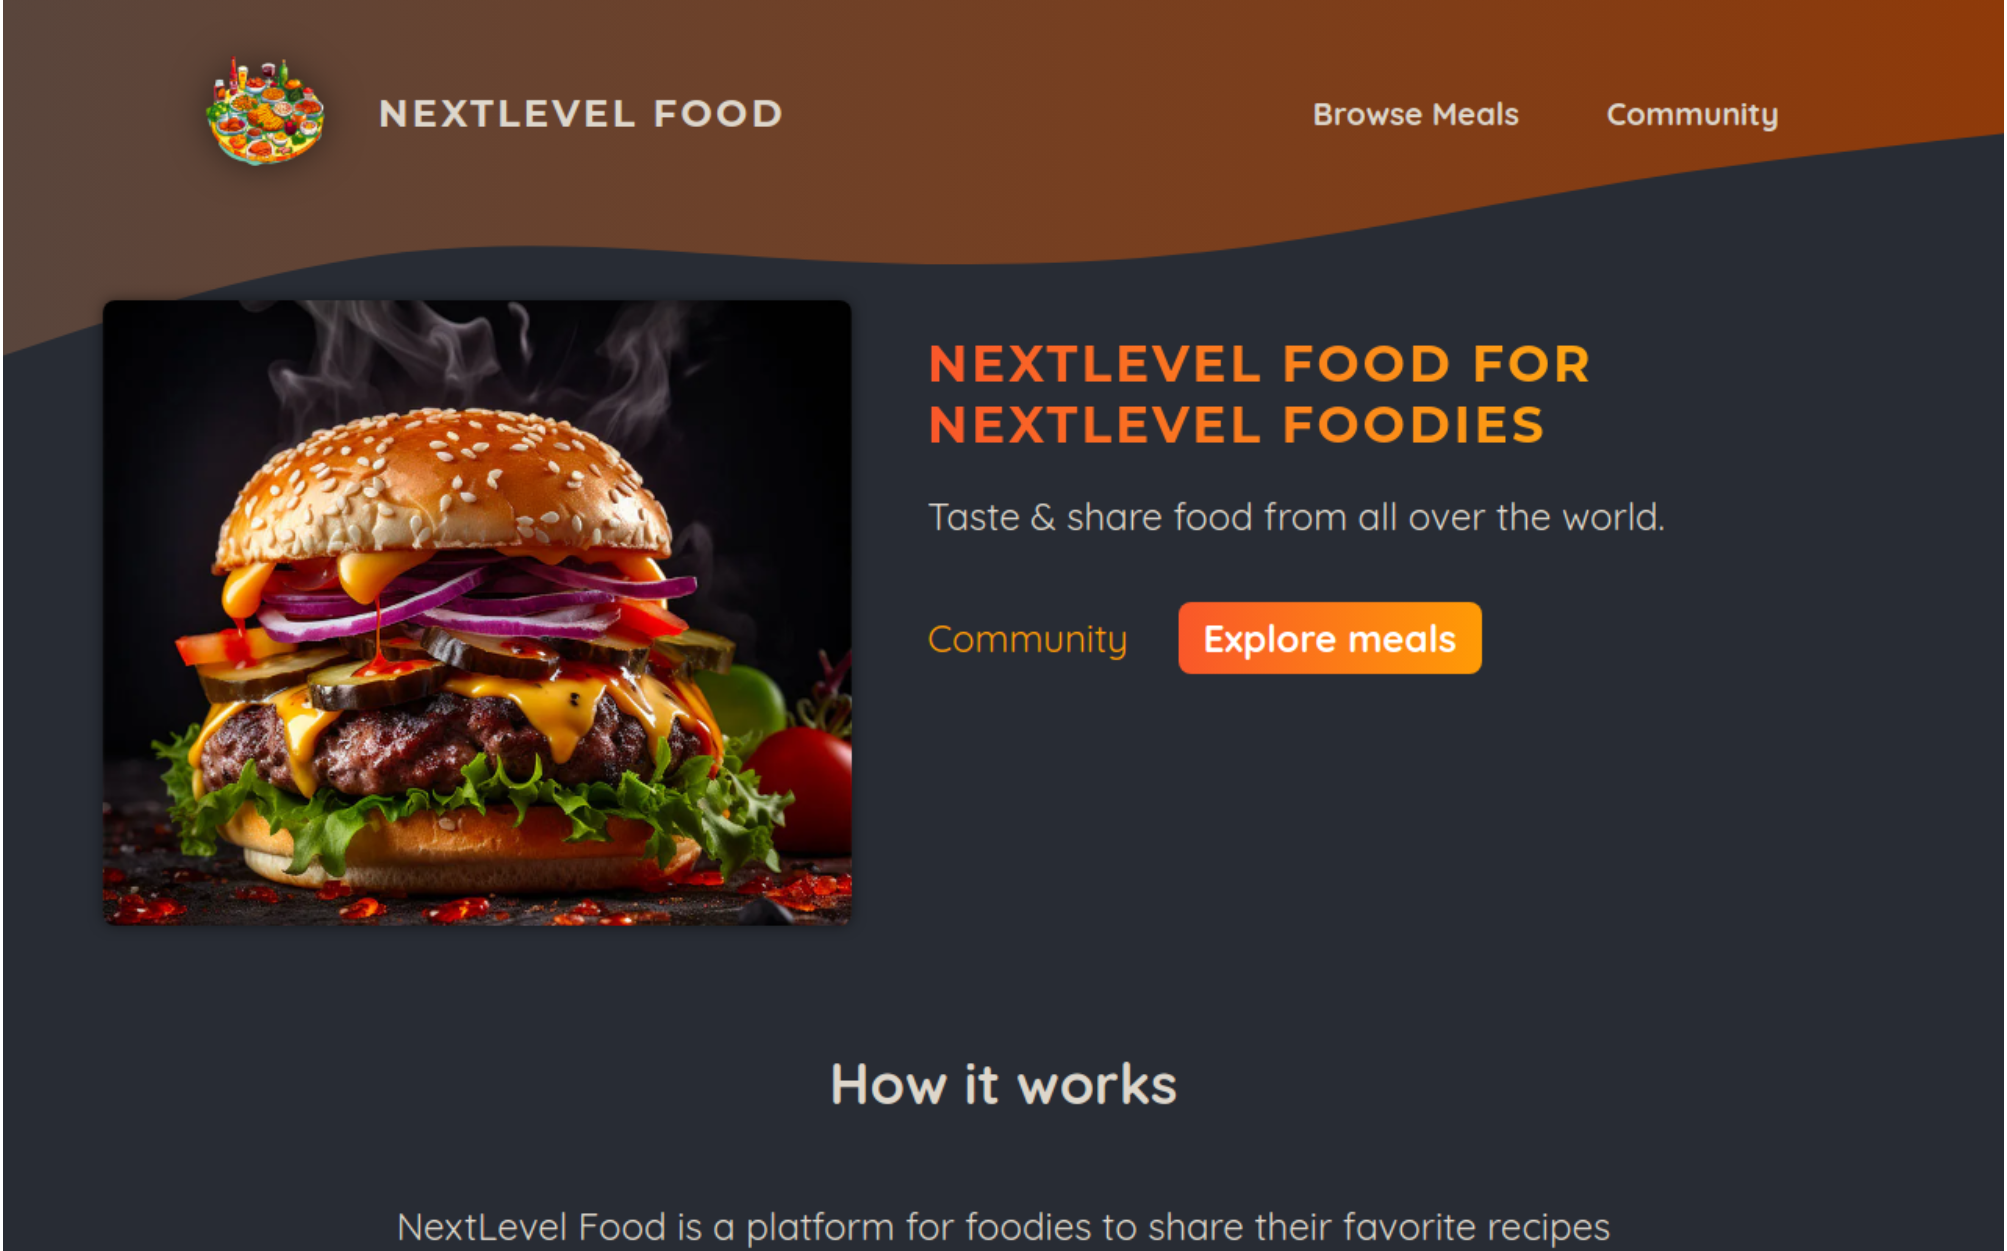 NEXTLEVEL FOOD
Browse Meals
Community
NEXTLEVEL FOOD FOR
NEXTLEVEL FOODIES
Taste & share food from all over the world.
Community
Explore meals
How it works
NextLevel Food is a platform for foodies to share their favorite recipes